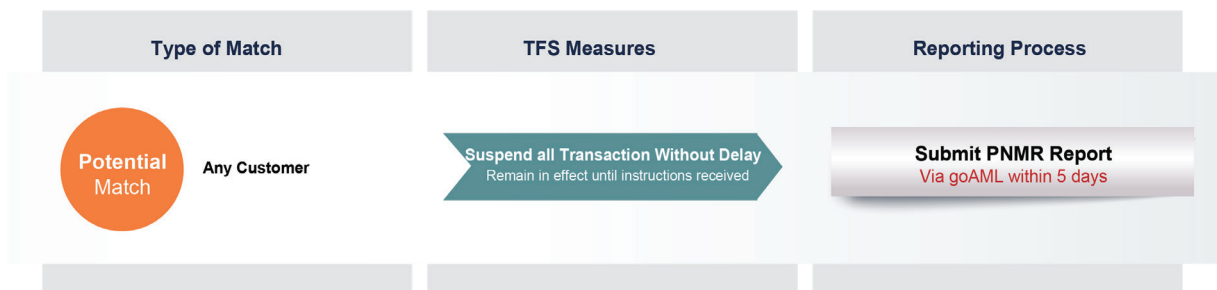 Type of Match
TFS Measures
Reporting Process
Potential
Match
Any Customer
Suspend all Transaction Without Delay
Remain in effect until instructions received
Submit PNMR Report
Via goAML within 5 days